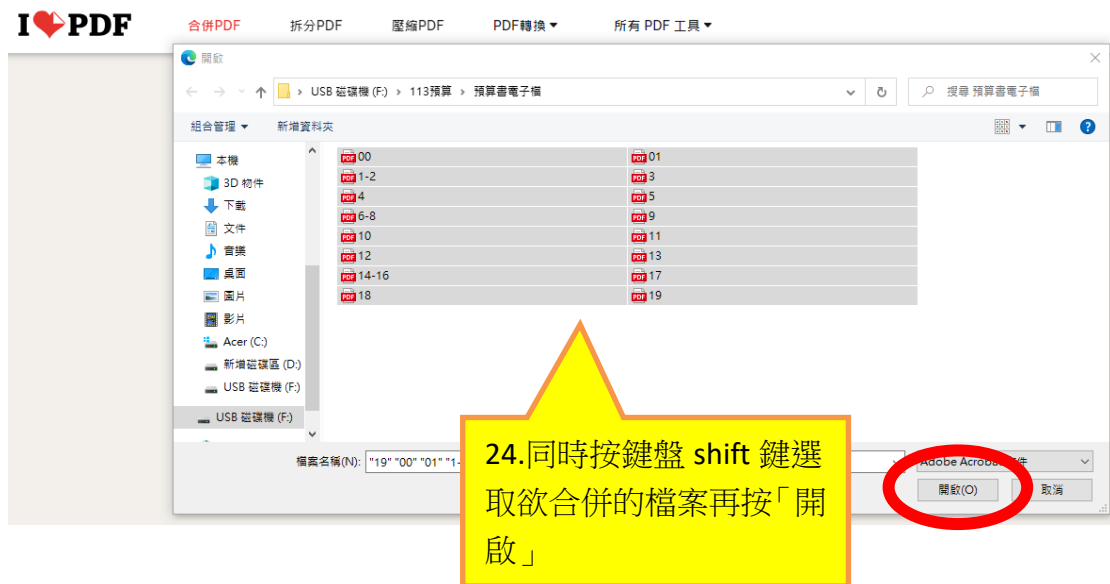 I PDF 合併PDF 拆分PDF 壓縮PDF PDF轉換 所有 PDF 工具
開啟
USB 磁碟機 (F:) › 113預算 › 預算書電子檔 搜尋 預算書電子檔
組合管理 新增資料夾
本機
3D 物件
下載
文件
音樂
桌面
圖片
影片
Acer (C:)
新增磁碟區 (D:)
USB 磁碟機 (F:)
USB 磁碟機 (F:)
00 01
1-2 3
4 5
6-8 9
10 11
12 13
14-16 17
18 19
檔案名稱(N): "19" "00" "01" "1- Adobe Acrobat 件
開啟(O) 取消
24.同時按鍵盤 shift 鍵選
取欲合併的檔案再按「開
啟」